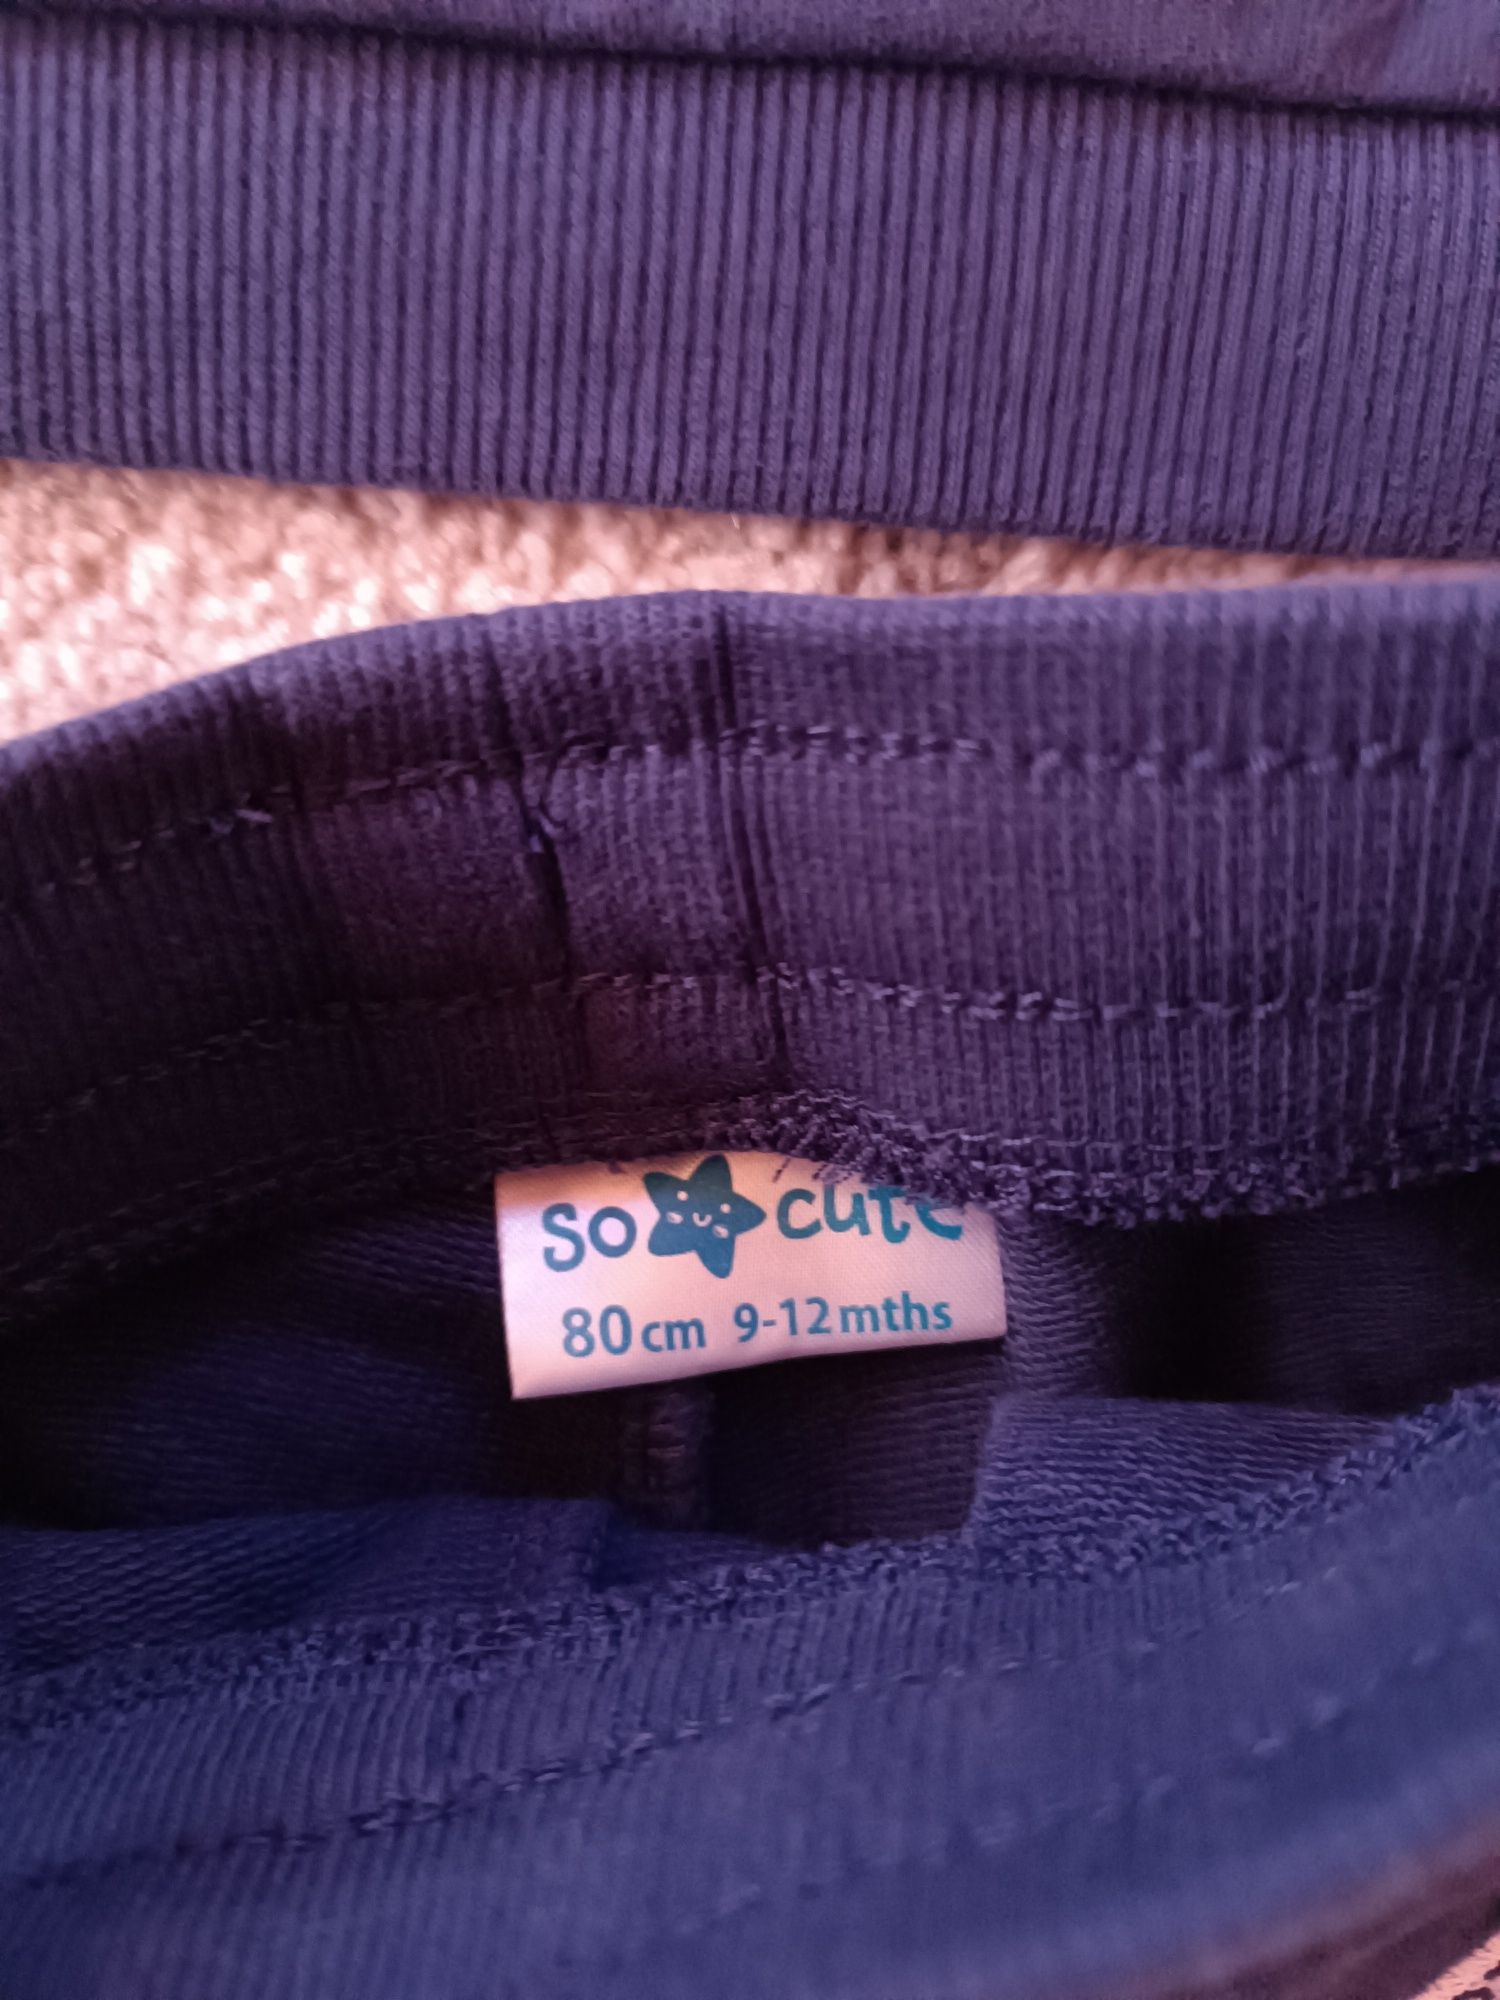 so cute
80cm 9-12mths